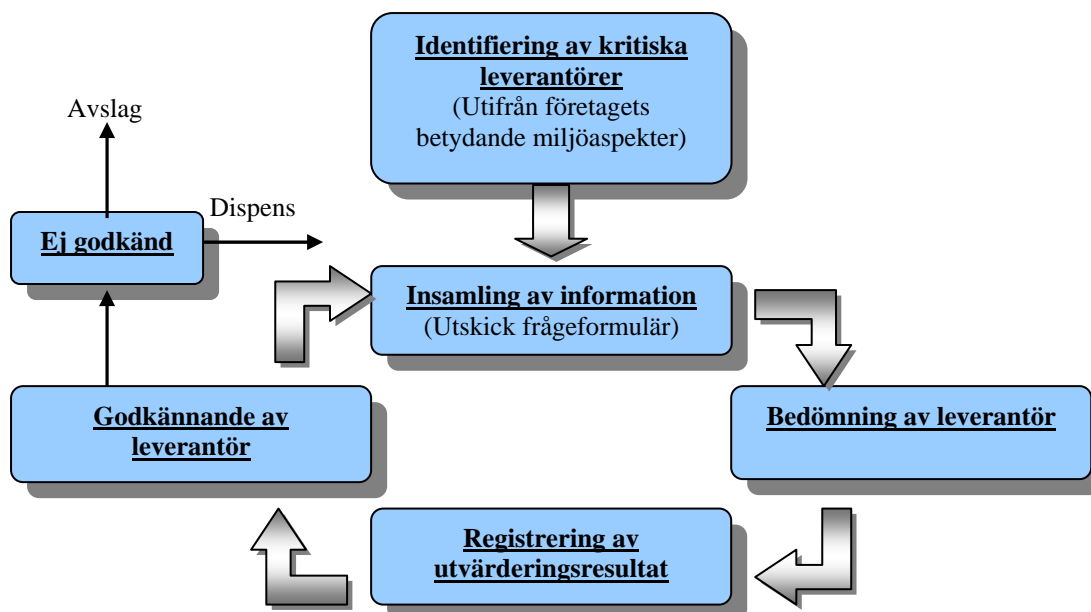 Identifiering av kritiska
leverantörer
(Utifrån företagets
betydande miljöaspekter)
Avslag
Dispens
Ej godkänd
Insamling av information
(Utskick frågeformulär)
Godkännande av
leverantör
Bedömning av leverantör
Registrering av
utvärderingsresultat